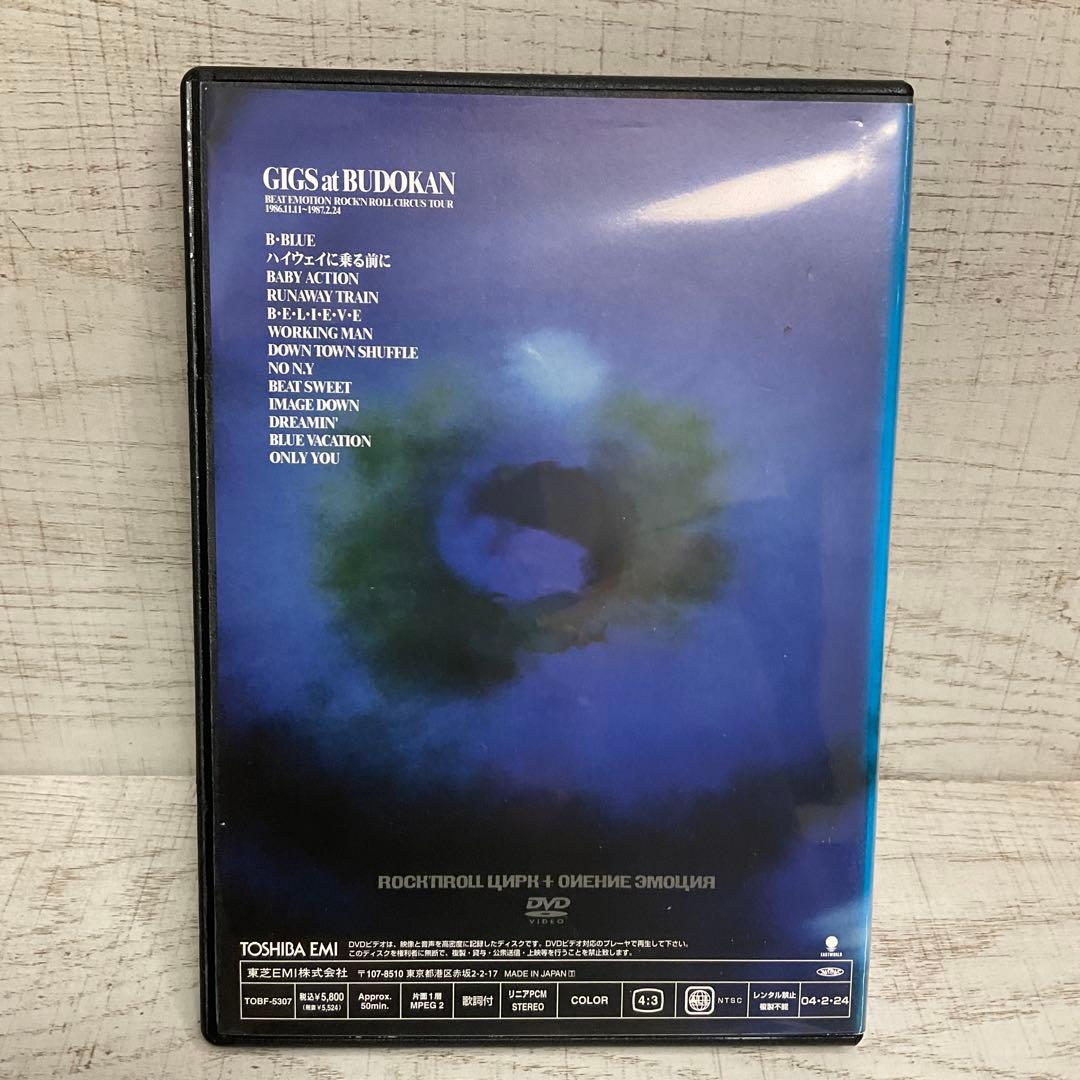 GIGS at BUDOKAN
BEAT EMOTION ROCK'N ROLL CIRCUS TOUR
1986.11.11~1987.2.24
B・BLUE
ハイウェイに乗る前に
BABY ACTION
RUNAWAY TRAIN
B・E・L・I・E・V・E
WORKING MAN
DOWN TOWN SHUFFLE
NO N.Y
BEAT SWEET
IMAGE DOWN
DREAMIN'
BLUE VACATION
ONLY YOU
ROCK'ПROLL ЦИРК + ОИЕНИЕ ЭМОЦИЯ
DVD
VIDEO
TOSHIBA EMI
DVDビデオは、映像と音声を高密度に記録したディスクです。DVDビデオ対応のプレーヤで再生して下さい。
このディスクを権利者に無断で、複製・貸与・公衆送信・上映等を行うことを禁止致します。
EASTWORLD
東芝EMI株式会社 〒107-8510 東京都港区赤坂2-2-17 MADE IN JAPAN
TOBF-5307 税込¥5,800 (税抜¥5,524) Approx. 50min. 片面1層 MPEG 2 歌詞付 リニアPCM STEREO COLOR 4:3 NTSC レンタル禁止 複製不能 04・2・24